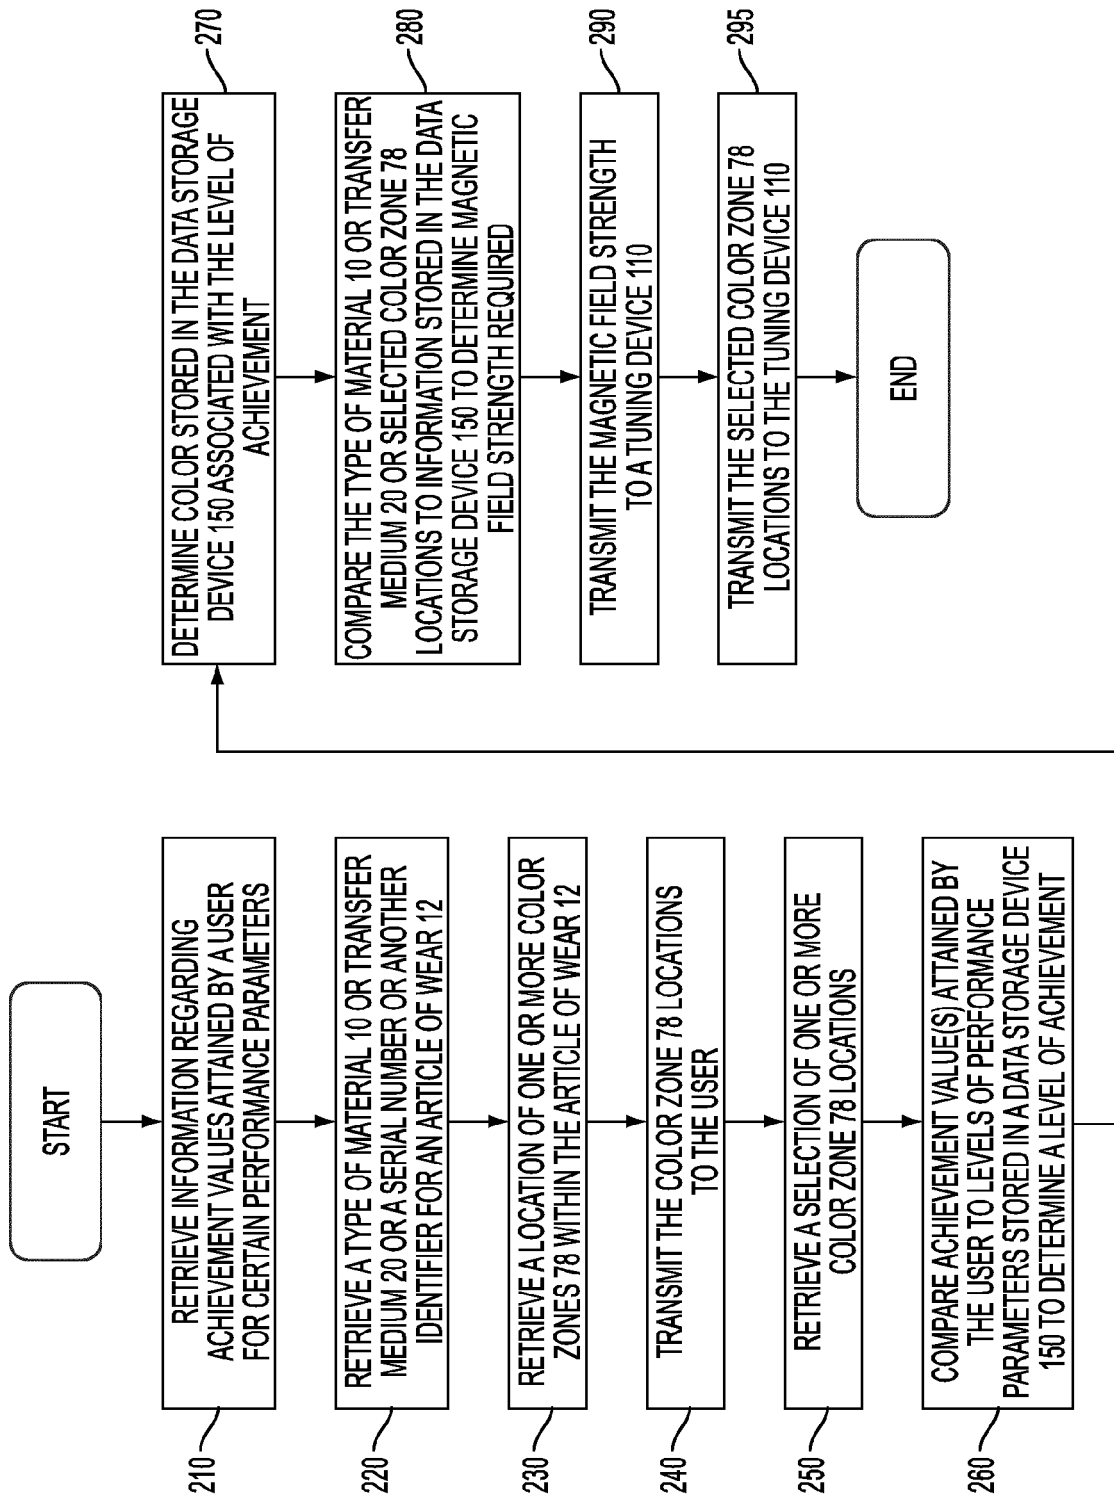 START
210
RETRIEVE INFORMATION REGARDING
ACHIEVEMENT VALUES ATTAINED BY A USER
FOR CERTAIN PERFORMANCE PARAMETERS
220
RETRIEVE A TYPE OF MATERIAL 10 OR TRANSFER
MEDIUM 20 OR A SERIAL NUMBER OR ANOTHER
IDENTIFIER FOR AN ARTICLE OF WEAR 12
230
RETRIEVE A LOCATION OF ONE OR MORE COLOR
ZONES 78 WITHIN THE ARTICLE OF WEAR 12
240
TRANSMIT THE COLOR ZONE 78 LOCATIONS
TO THE USER
250
RETRIEVE A SELECTION OF ONE OR MORE
COLOR ZONE 78 LOCATIONS
260
COMPARE ACHIEVEMENT VALUE(S) ATTAINED BY
THE USER TO LEVELS OF PERFORMANCE
PARAMETERS STORED IN A DATA STORAGE DEVICE
150 TO DETERMINE A LEVEL OF ACHIEVEMENT
270
DETERMINE COLOR STORED IN THE DATA STORAGE
DEVICE 150 ASSOCIATED WITH THE LEVEL OF
ACHIEVEMENT
280
COMPARE THE TYPE OF MATERIAL 10 OR TRANSFER
MEDIUM 20 OR SELECTED COLOR ZONE 78
LOCATIONS TO INFORMATION STORED IN THE DATA
STORAGE DEVICE 150 TO DETERMINE MAGNETIC
FIELD STRENGTH REQUIRED
290
TRANSMIT THE MAGNETIC FIELD STRENGTH
TO A TUNING DEVICE 110
295
TRANSMIT THE SELECTED COLOR ZONE 78
LOCATIONS TO THE TUNING DEVICE 110
END